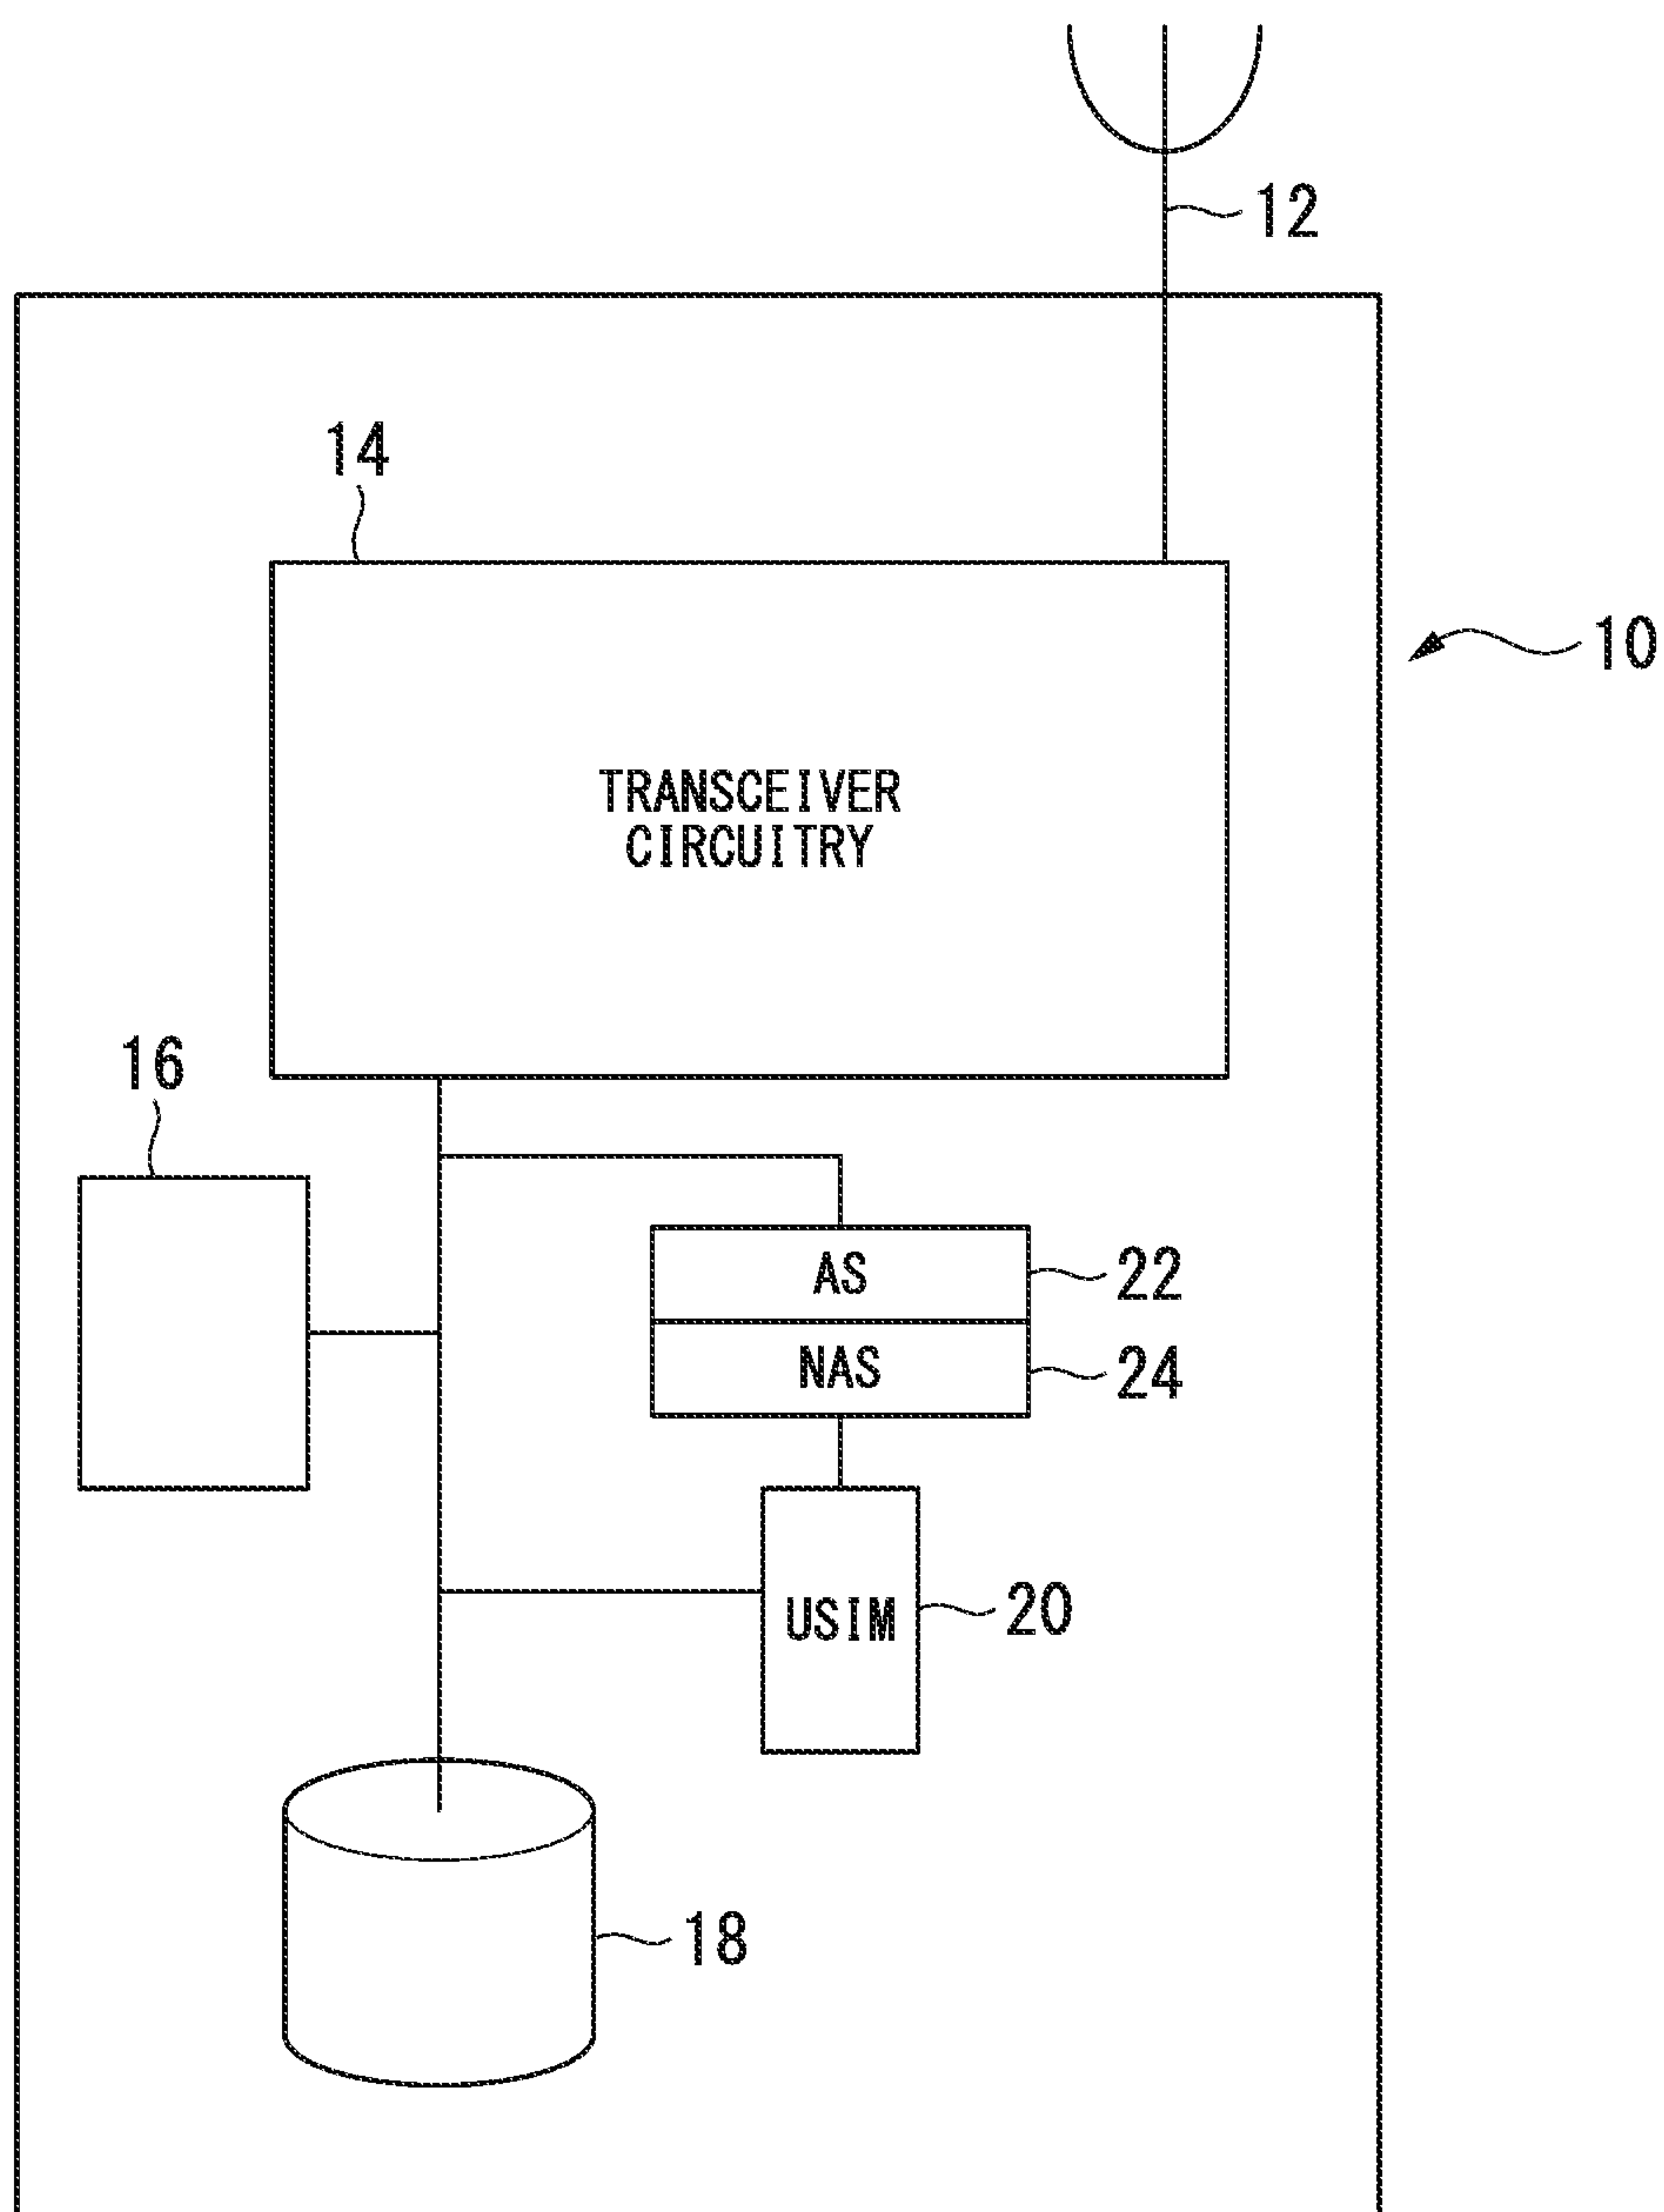 12
14
10
TRANSCEIVER
CIRCUITRY
16
AS
22
NAS
24
USIM
20
18